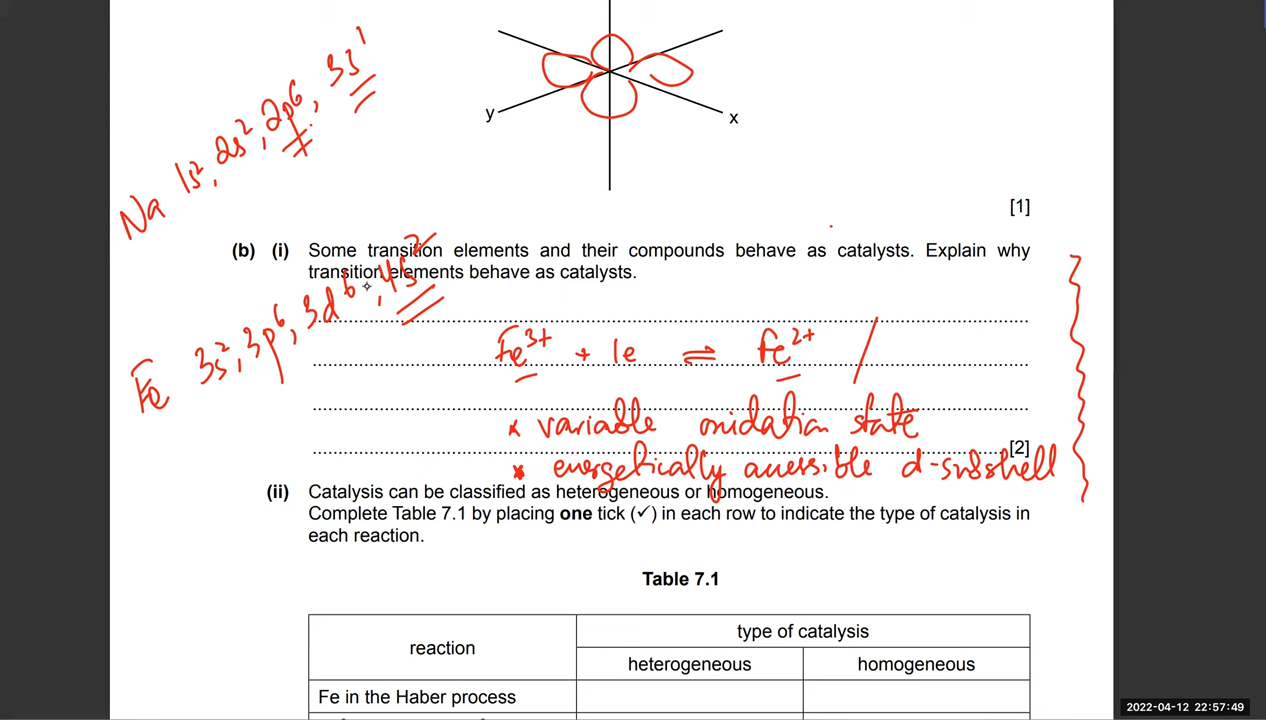 Na 1s², 2s², 2p⁶, 3s¹
y
x
[1]
(b) (i) Some transition elements and their compounds behave as catalysts. Explain why
transition elements behave as catalysts.
Fe 3s², 3p⁶, 3d⁶, 4s²
Fe³⁺ + 1e ⇌ Fe²⁺ /
* variable oxidation state
[2]
* energetically accessible d-subshell
(ii) Catalysis can be classified as heterogeneous or homogeneous.
Complete Table 7.1 by placing one tick (✓) in each row to indicate the type of catalysis in
each reaction.
Table 7.1
reaction
type of catalysis
heterogeneous
homogeneous
Fe in the Haber process
2022-04-12 22:57:49